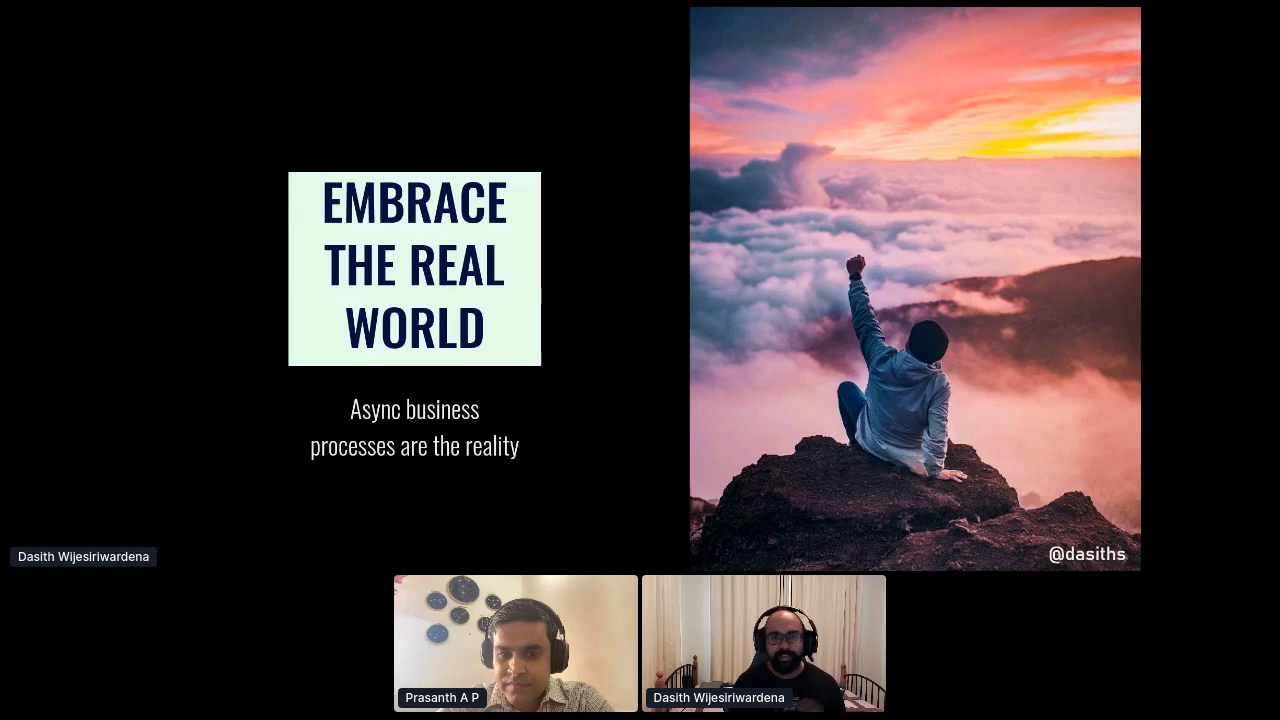 EMBRACE
THE REAL
WORLD
Async business
processes are the reality
@dasiths
Dasith Wijesiriwardena
Prasanth A P
Dasith Wijesiriwardena